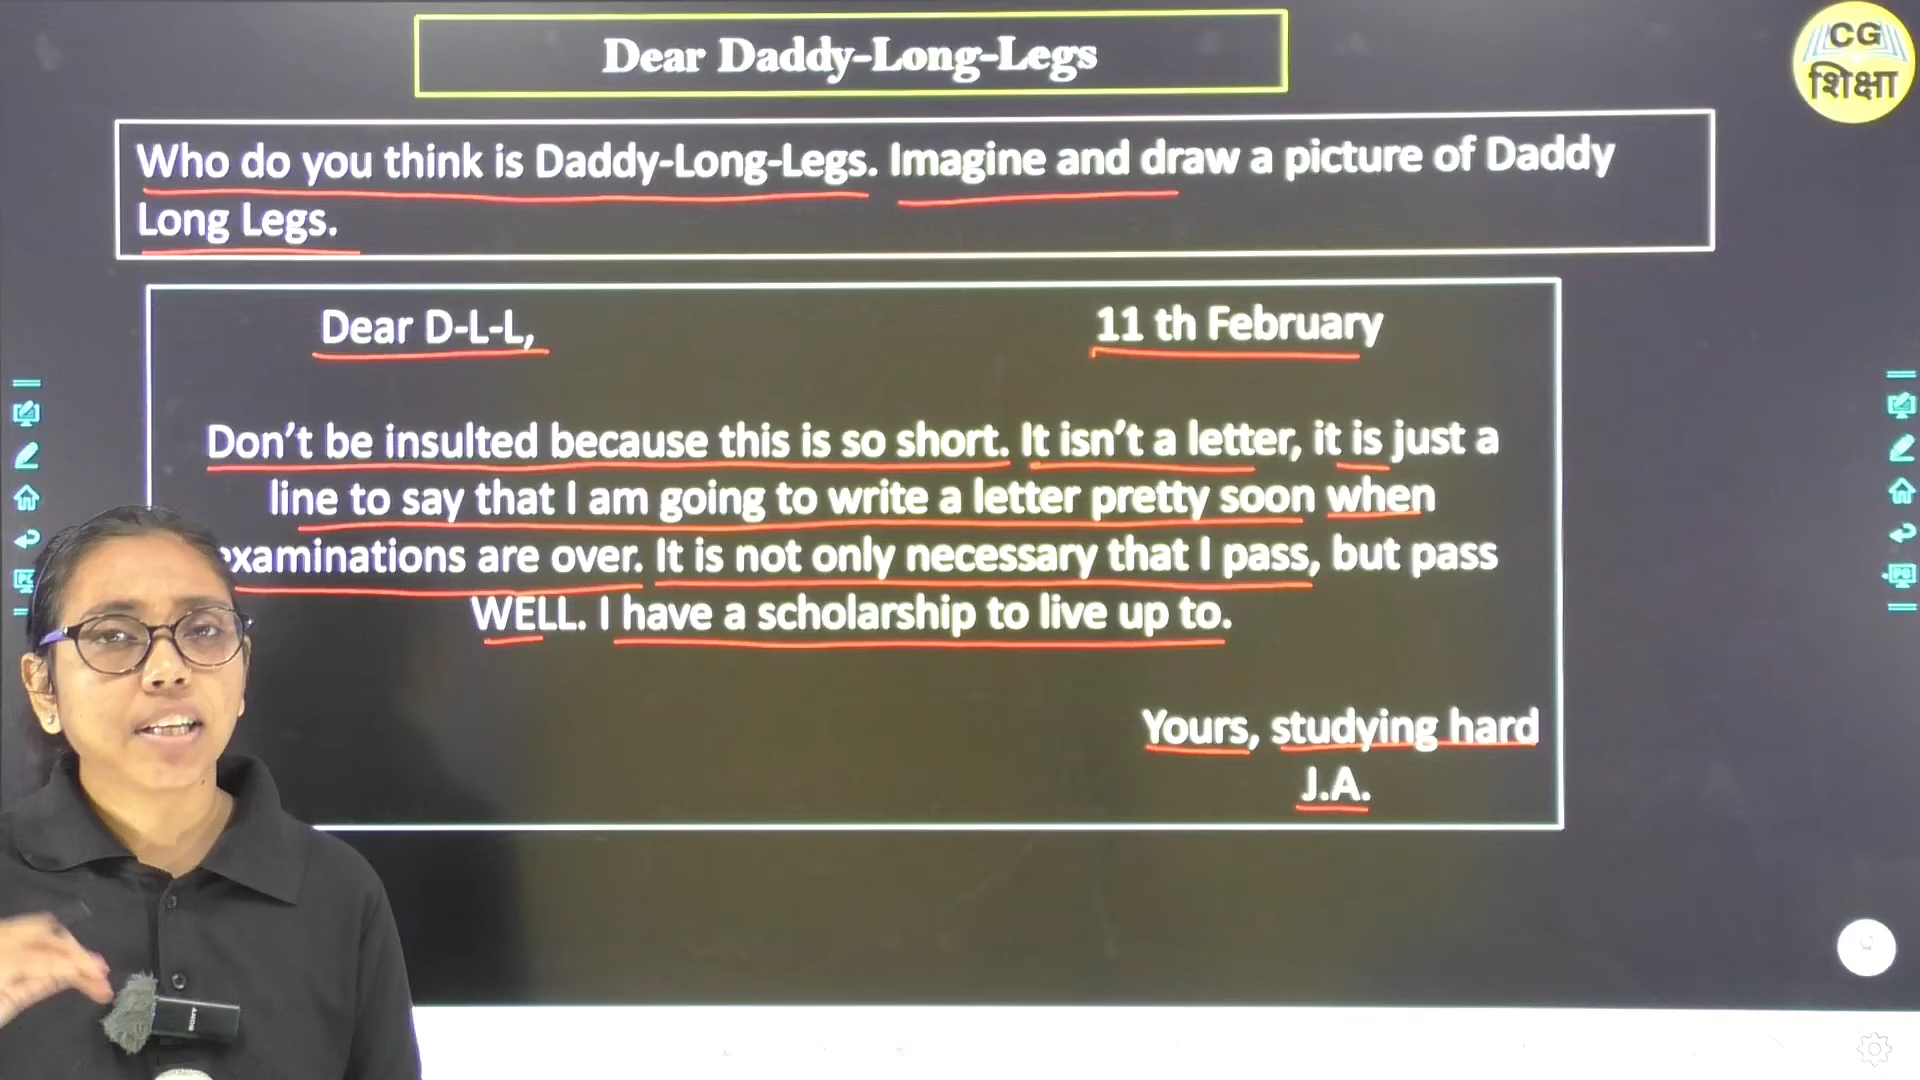 Dear Daddy-Long-Legs
CG
शिक्षा
Who do you think is Daddy-Long-Legs. Imagine and draw a picture of Daddy
Long Legs.
Dear D-L-L,
11 th February
Don't be insulted because this is so short. It isn't a letter, it is just a
line to say that I am going to write a letter pretty soon when
examinations are over. It is not only necessary that I pass, but pass
WELL. I have a scholarship to live up to.
Yours, studying hard
J.A.
SONY